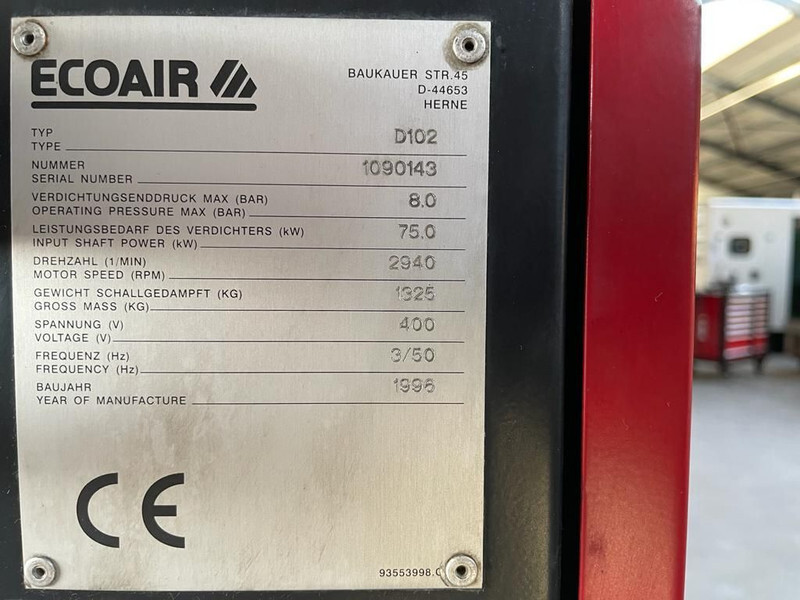 ECOAIR
BAUKAUER STR.45
D-44653
HERNE
TYP
TYPE D102
NUMMER
SERIAL NUMBER 1090143
VERDICHTUNGSENDDRUCK MAX (BAR)
OPERATING PRESSURE MAX (BAR) 8.0
LEISTUNGSBEDARF DES VERDICHTERS (kW)
INPUT SHAFT POWER (kW) 75.0
DREHZAHL (1/MIN)
MOTOR SPEED (RPM) 2940
GEWICHT SCHALLGEDAMPFT (KG)
GROSS MASS (KG) 1325
SPANNUNG (V)
VOLTAGE (V) 400
FREQUENZ (Hz)
FREQUENCY (Hz) 3/50
BAUJAHR
YEAR OF MANUFACTURE 1996
CE
93553998.